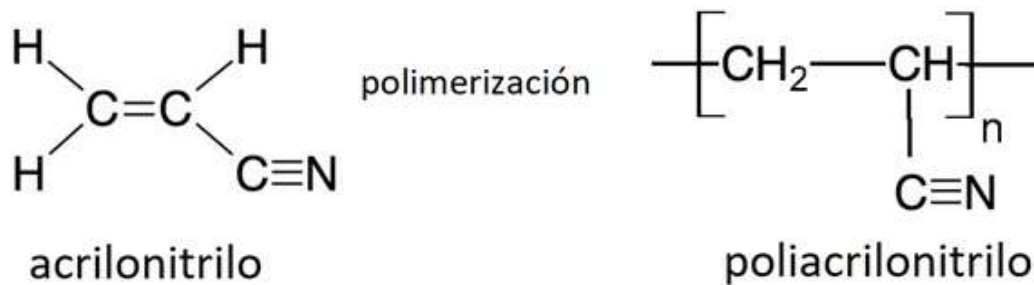 H H
C=C
H C≡N
acrilonitrilo
polimerización
[CH₂ CH]n
C≡N
poliacrilonitrilo